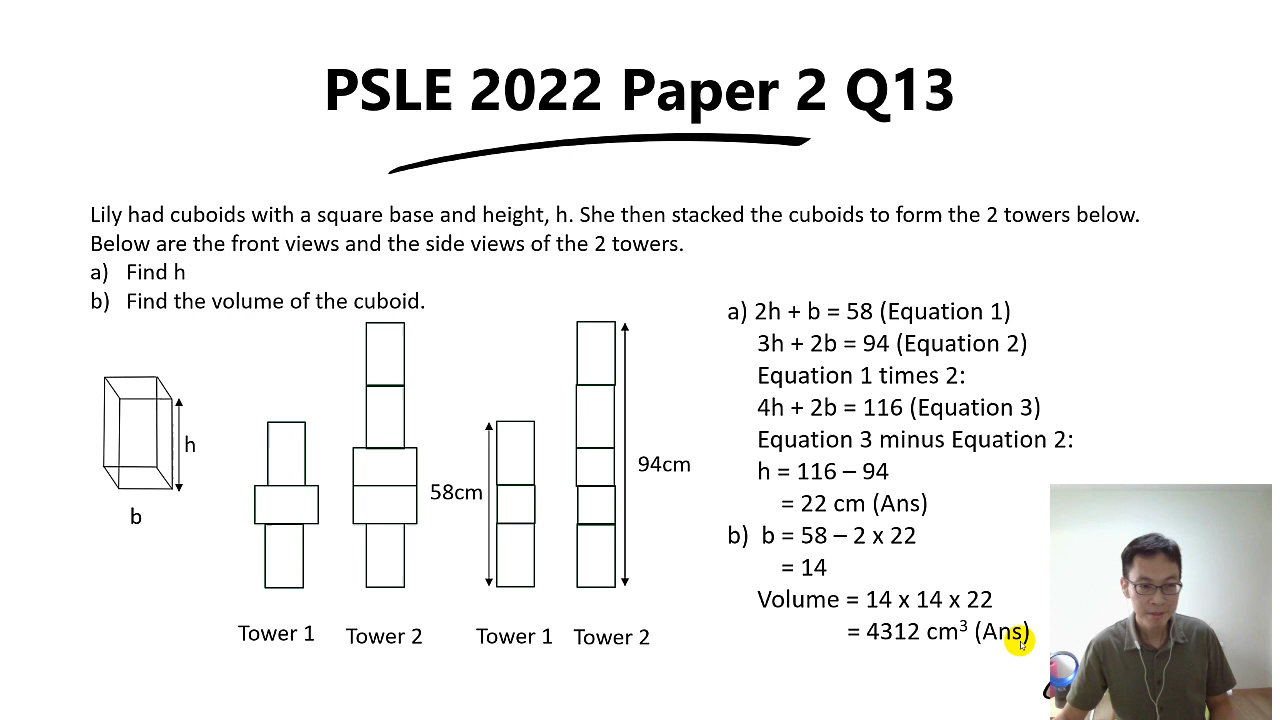 PSLE 2022 Paper 2 Q13
Lily had cuboids with a square base and height, h. She then stacked the cuboids to form the 2 towers below.
Below are the front views and the side views of the 2 towers.
a) Find h
b) Find the volume of the cuboid.
h
b
58cm
94cm
Tower 1
Tower 2
Tower 1
Tower 2
a) 2h + b = 58 (Equation 1)
3h + 2b = 94 (Equation 2)
Equation 1 times 2:
4h + 2b = 116 (Equation 3)
Equation 3 minus Equation 2:
h = 116 – 94
= 22 cm (Ans)
b) b = 58 – 2 x 22
= 14
Volume = 14 x 14 x 22
= 4312 cm³ (Ans)